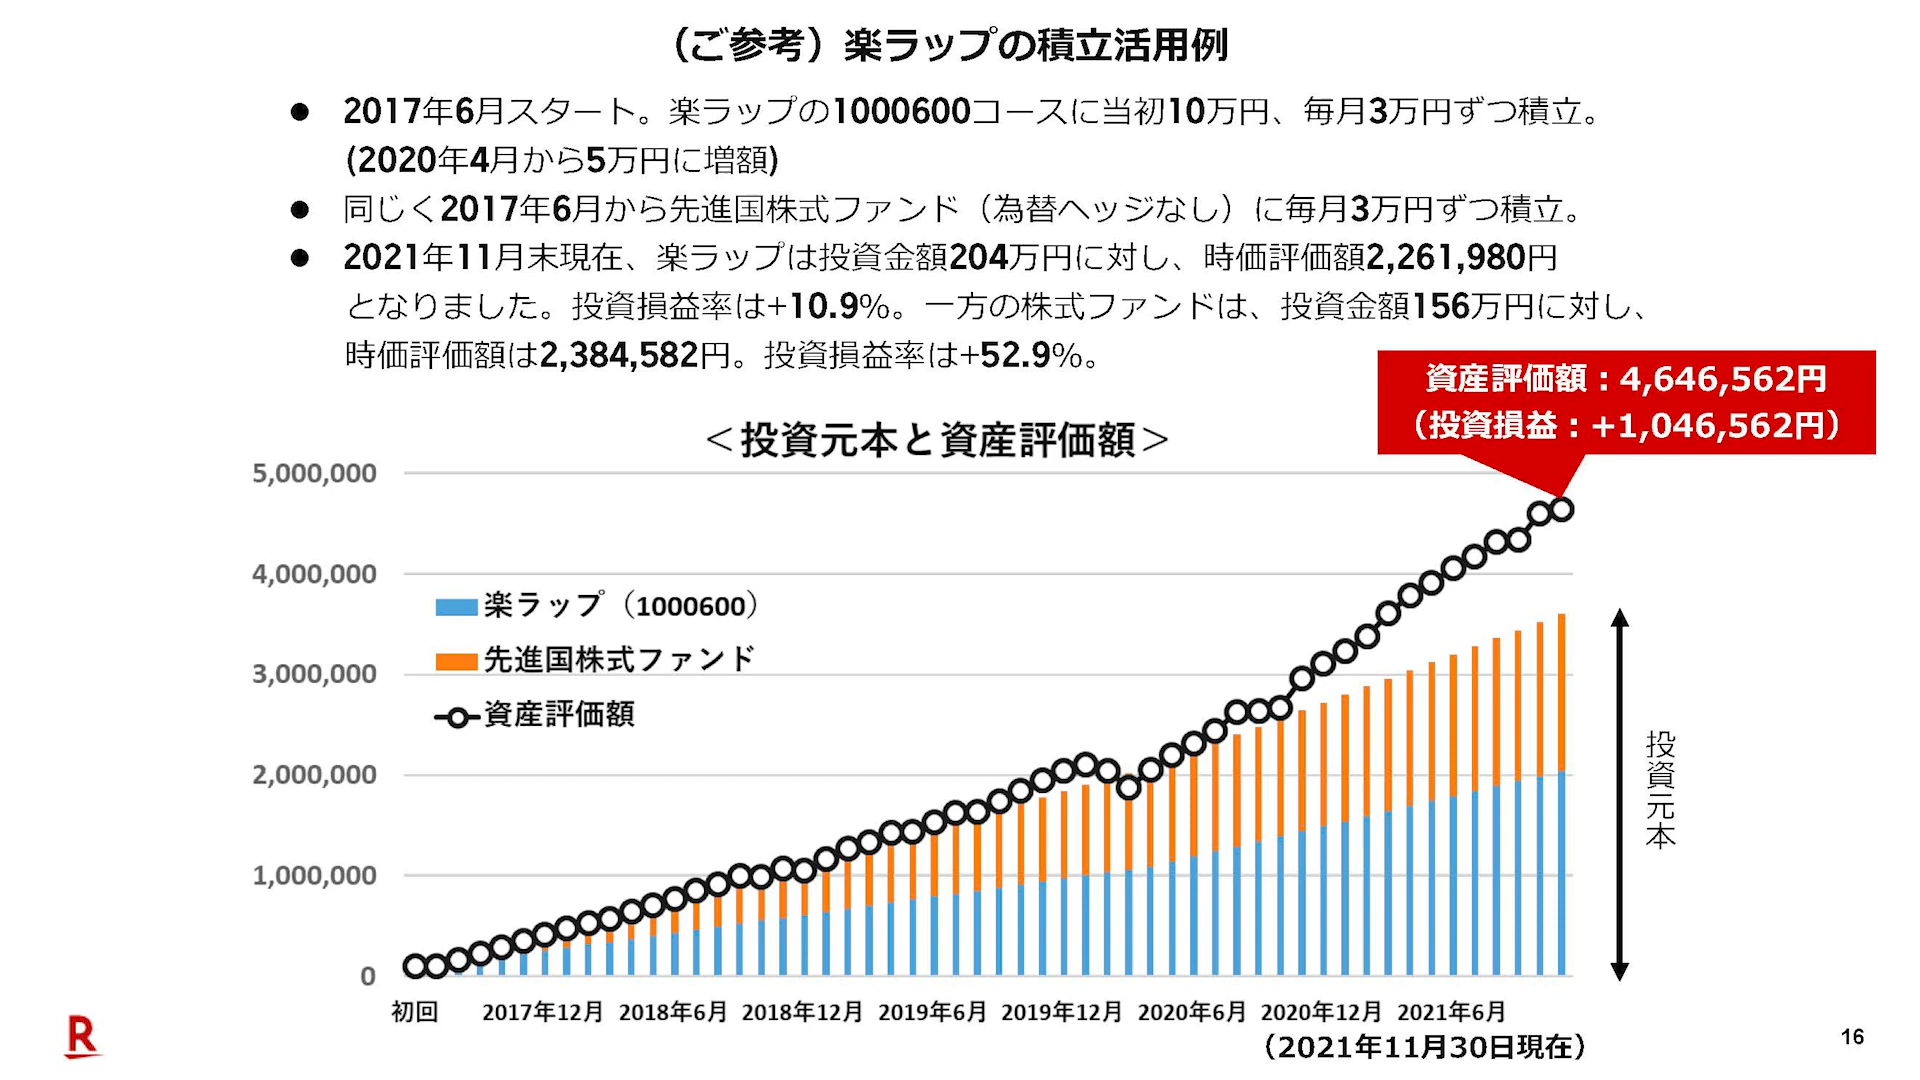 （ご参考）楽ラップの積立活用例
● 2017年6月スタート。楽ラップの1000600コースに当初10万円、毎月3万円ずつ積立。
(2020年4月から5万円に増額)
● 同じく2017年6月から先進国株式ファンド（為替ヘッジなし）に毎月3万円ずつ積立。
● 2021年11月末現在、楽ラップは投資金額204万円に対し、時価評価額2,261,980円
となりました。投資損益率は+10.9%。一方の株式ファンドは、投資金額156万円に対し、
時価評価額は2,384,582円。投資損益率は+52.9%。
資産評価額：4,646,562円
（投資損益：+1,046,562円）
＜投資元本と資産評価額＞
5,000,000
4,000,000
3,000,000
2,000,000
1,000,000
0
楽ラップ（1000600）
先進国株式ファンド
資産評価額
投資元本
初回 2017年12月 2018年6月 2018年12月 2019年6月 2019年12月 2020年6月 2020年12月 2021年6月
（2021年11月30日現在）
R
16